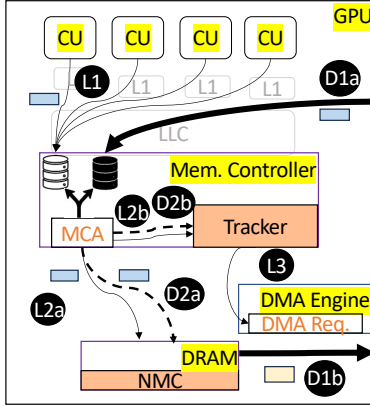 GPU
CU CU CU CU
L1 L1 L1 L1 D1a
LLC
Mem. Controller
L2b D2b
MCA Tracker
L3
L2a D2a
DMA Engine
DMA Req.
DRAM
NMC
D1b